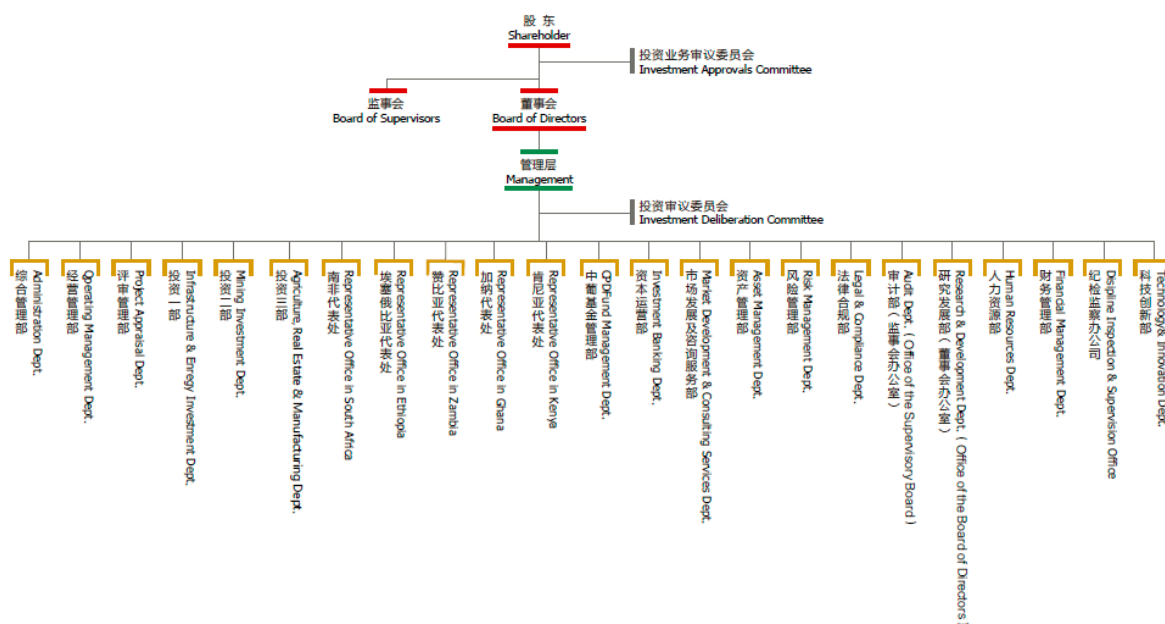 股 东
Shareholder
投资业务审议委员会
Investment Approvals Committee
监事会
Board of Supervisors
董事会
Board of Directors
管理层
Management
投资审议委员会
Investment Deliberation Committee
Administration Dept.
综合管理部
Operating Management Dept.
经营管理部
Project Appraisal Dept.
评审管理部
Infrastructure & Enregy Investment Dept.
投资I部
Mining Investment Dept.
投资II部
Agriculture, Real Estate & Manufacturing Dept.
投资III部
Representative Office in South Africa
南非代表处
Representative Office in Ethiopia
埃塞俄比亚代表处
Representative Office in Zambia
赞比亚代表处
Representative Office in Ghana
加纳代表处
Representative Office in Kenya
肯尼亚代表处
CPDFund Management Dept.
中葡基金管理部
Investment Banking Dept.
资本运营部
Market Development & Consulting Services Dept.
市场发展及咨询服务部
Asset Management Dept.
资产管理部
Risk Management Dept.
风险管理部
Legal & Compliance Dept.
法律合规部
Audit Dept. ( Office of the Supervisory Board )
审计部（监事会办公室）
Research & Development Dept. ( Office of the Board of Directors )
研究发展部（董事会办公室）
Human Resources Dept.
人力资源部
Financial Management Dept.
财务管理部
Disipline Inspection & Supervision Office
纪检监察办公室
Technology& Innovation Dept.
科技创新部